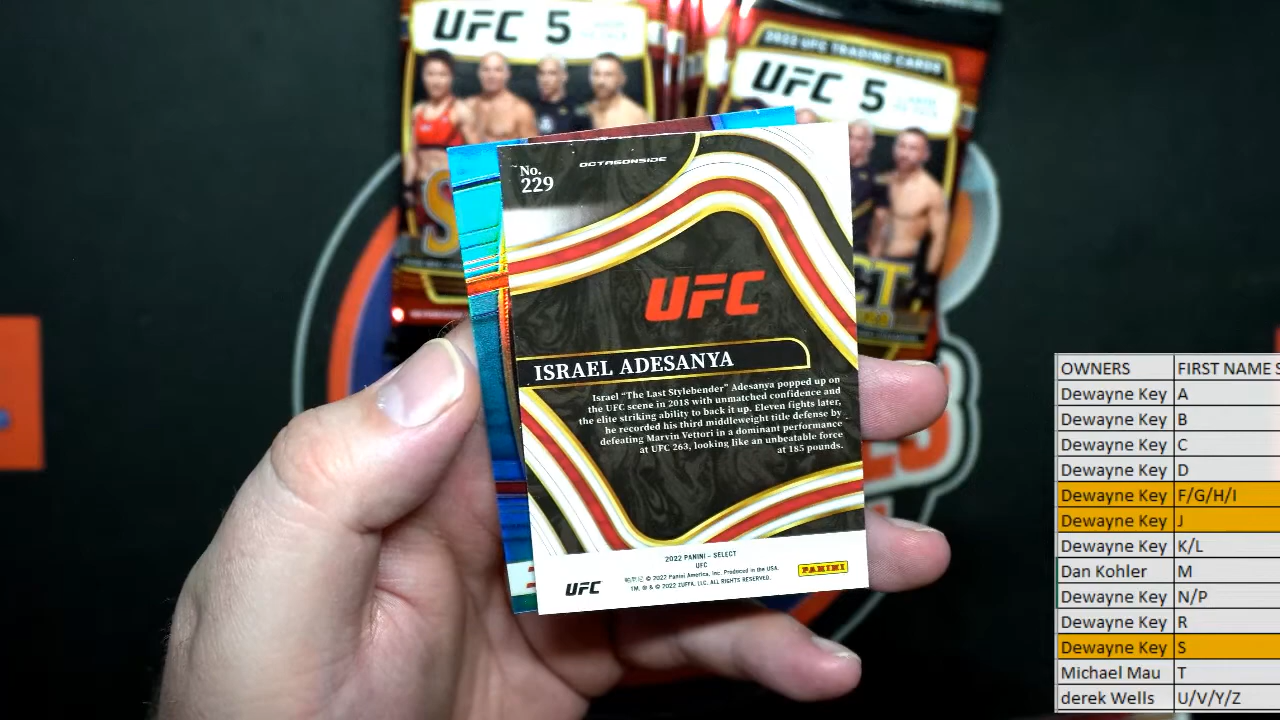 UFC 5
2022 UFC TRADING CARDS
UFC 5
No.
229
OCTAGONSIDE
UFC
ISRAEL ADESANYA
Israel “The Last Stylebender” Adesanya popped up on
the UFC scene in 2018 with unmatched confidence and
the elite striking ability to back it up. Eleven fights later,
he recorded his third middleweight title defense by
defeating Marvin Vettori in a dominant performance
at UFC 263, looking like an unbeatable force
at 185 pounds.
2022 PANINI – SELECT
UFC
© 2022 Panini America, Inc. Produced in the USA.
TM, ® & © 2022 ZUFFA, LLC. ALL RIGHTS RESERVED.
UFC
PANINI
OWNERS FIRST NAME S
Dewayne Key A
Dewayne Key B
Dewayne Key C
Dewayne Key D
Dewayne Key F/G/H/I
Dewayne Key J
Dewayne Key K/L
Dan Kohler M
Dewayne Key N/P
Dewayne Key R
Dewayne Key S
Michael Mau T
derek Wells U/V/Y/Z